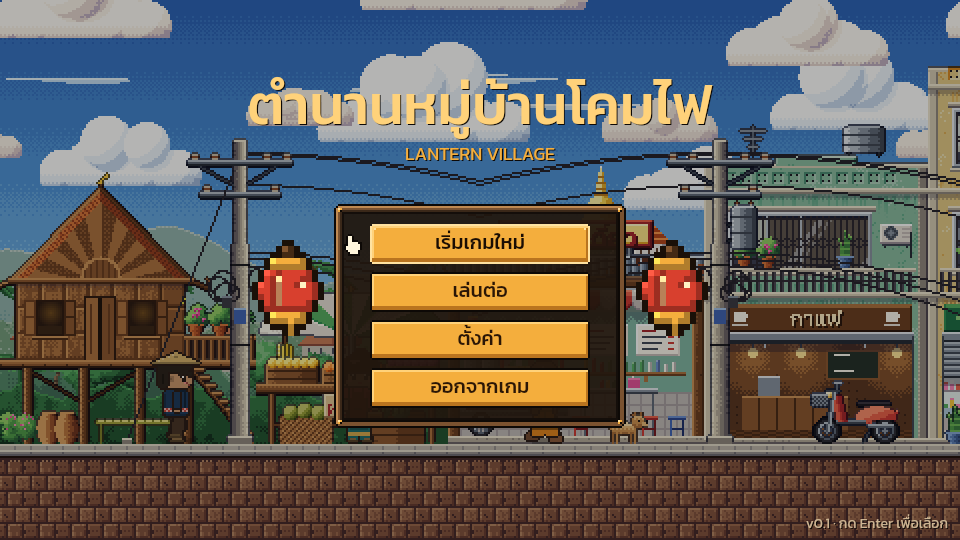 ตำนานหมู่บ้านโคมไฟ
LANTERN VILLAGE
เริ่มเกมใหม่
เล่นต่อ
ตั้งค่า
ออกจากเกม
กาแฟ
v0.1 · กด Enter เพื่อเลือก